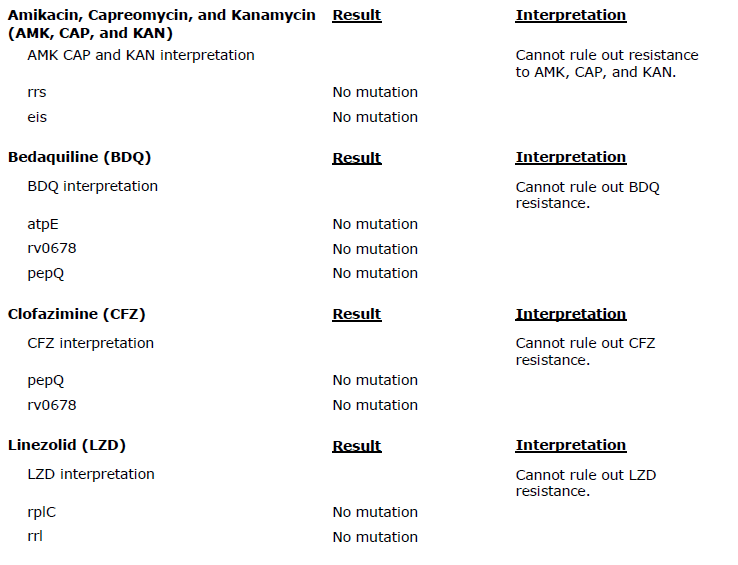 Amikacin, Capreomycin, and Kanamycin Result Interpretation
(AMK, CAP, and KAN)
AMK CAP and KAN interpretation Cannot rule out resistance
to AMK, CAP, and KAN.
rrs No mutation
eis No mutation
Bedaquiline (BDQ) Result Interpretation
BDQ interpretation Cannot rule out BDQ
resistance.
atpE No mutation
rv0678 No mutation
pepQ No mutation
Clofazimine (CFZ) Result Interpretation
CFZ interpretation Cannot rule out CFZ
resistance.
pepQ No mutation
rv0678 No mutation
Linezolid (LZD) Result Interpretation
LZD interpretation Cannot rule out LZD
resistance.
rplC No mutation
rrl No mutation